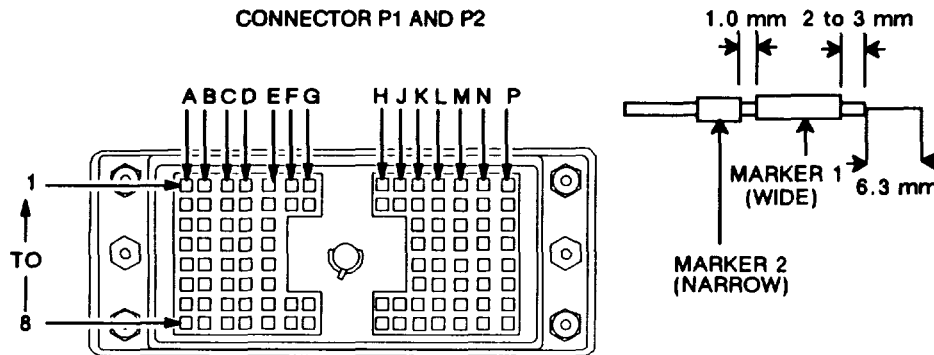 CONNECTOR P1 AND P2
1.0 mm 2 to 3 mm
A B C D E F G H J K L M N P
1
TO
8
MARKER 1
(WIDE)
6.3 mm
MARKER 2
(NARROW)